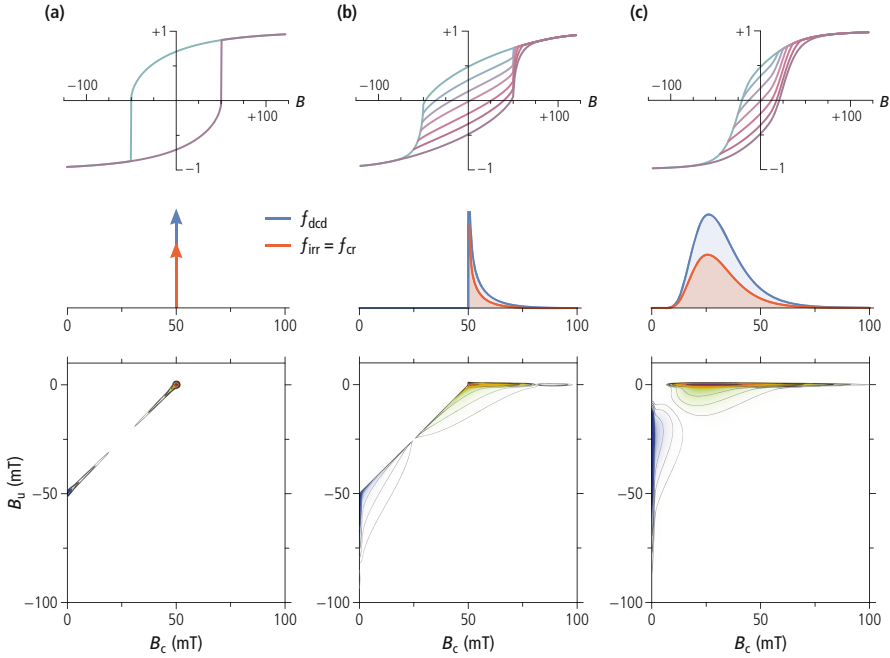 (a) (b) (c)
+1 +1 +1
−100 −100 −100
B B B
+100 +100 +100
−1 −1 −1
f_dcd
f_irr = f_cr
0 50 100 0 50 100 0 50 100
0 0 0
B_u (mT)
−50 −50 −50
−100 −100 −100
0 50 100 0 50 100 0 50 100
B_c (mT) B_c (mT) B_c (mT)